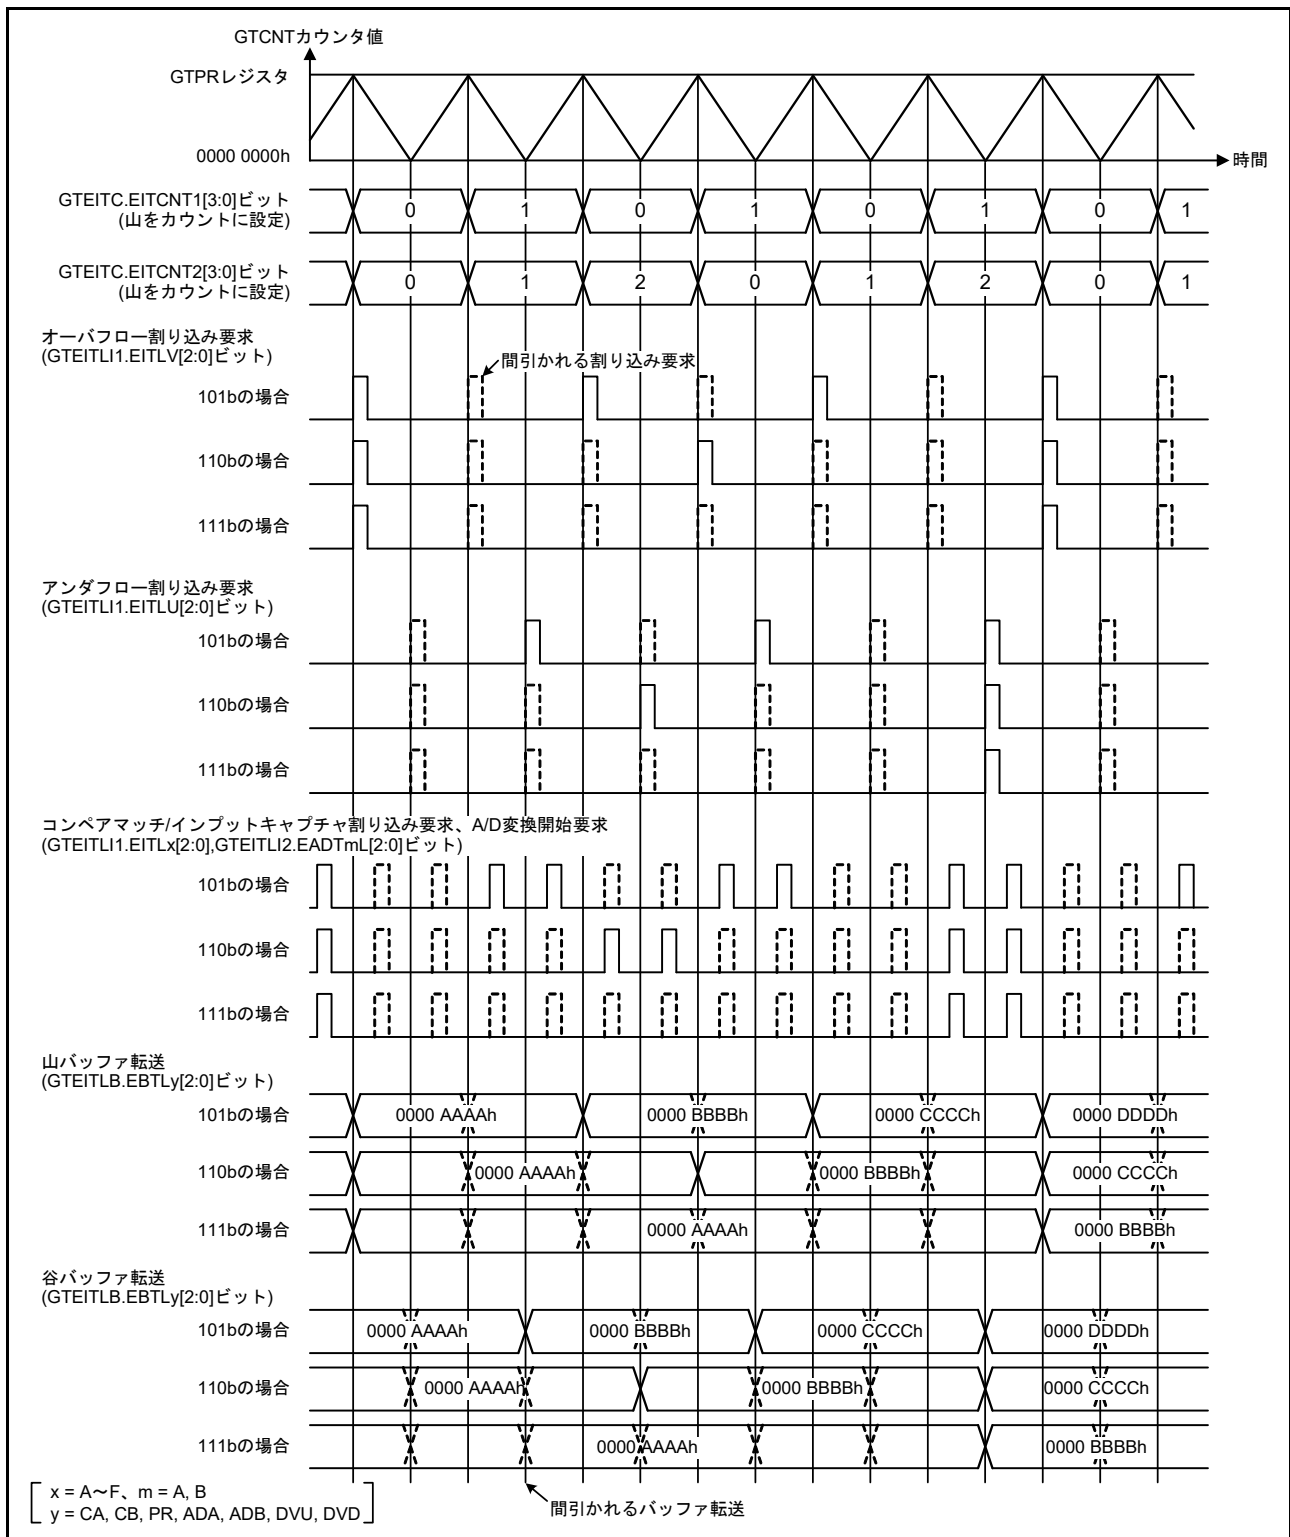 GTCNTカウンタ値
GTPRレジスタ
0000 0000h
時間
GTEITC.EITCNT1[3:0]ビット
(山をカウントに設定)
0 1 0 1 0 1 0 1
GTEITC.EITCNT2[3:0]ビット
(山をカウントに設定)
0 1 2 0 1 2 0 1
オーバフロー割り込み要求
(GTEITLI1.EITLV[2:0]ビット)
間引かれる割り込み要求
101bの場合
110bの場合
111bの場合
アンダフロー割り込み要求
(GTEITLI1.EITLU[2:0]ビット)
101bの場合
110bの場合
111bの場合
コンペアマッチ/インプットキャプチャ割り込み要求、A/D変換開始要求
(GTEITLI1.EITLx[2:0],GTEITLI2.EADTmL[2:0]ビット)
101bの場合
110bの場合
111bの場合
山バッファ転送
(GTEITLB.EBTLy[2:0]ビット)
101bの場合 0000 AAAAh 0000 BBBBh 0000 CCCCh 0000 DDDDh
110bの場合 0000 AAAAh 0000 BBBBh 0000 CCCCh
111bの場合 0000 AAAAh 0000 BBBBh
谷バッファ転送
(GTEITLB.EBTLy[2:0]ビット)
101bの場合 0000 AAAAh 0000 BBBBh 0000 CCCCh 0000 DDDDh
110bの場合 0000 AAAAh 0000 BBBBh 0000 CCCCh
111bの場合 0000 AAAAh 0000 BBBBh
間引かれるバッファ転送
x = A～F、m = A, B
y = CA, CB, PR, ADA, ADB, DVU, DVD